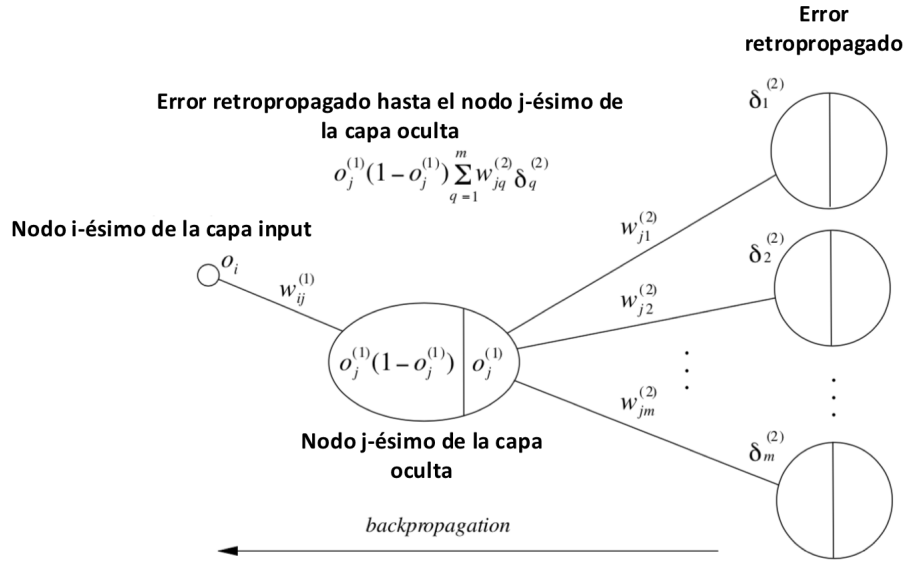 Error
retropropagado
Error retropropagado hasta el nodo j-ésimo de
la capa oculta
o_j^(1)(1−o_j^(1)) Σ_{q=1}^{m} w_jq^(2) δ_q^(2)
δ_1^(2)
Nodo i-ésimo de la capa input
o_i
w_ij^(1)
w_j1^(2)
δ_2^(2)
w_j2^(2)
o_j^(1)(1−o_j^(1)) o_j^(1)
w_jm^(2)
δ_m^(2)
Nodo j-ésimo de la capa
oculta
backpropagation